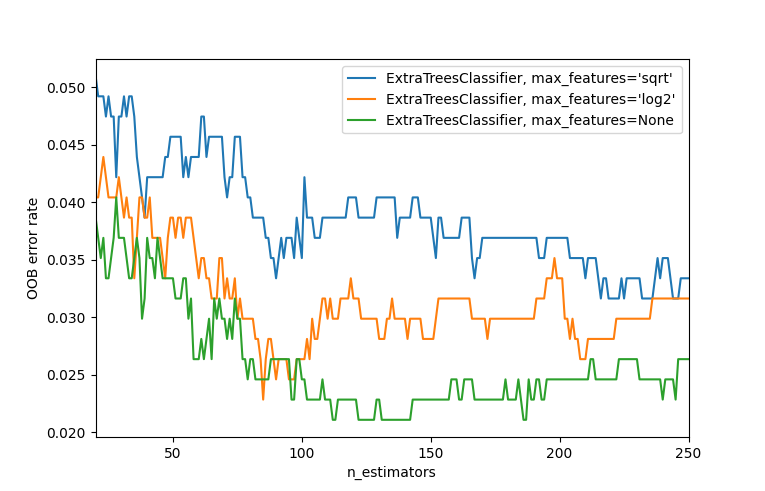 ExtraTreesClassifier, max_features='sqrt'
ExtraTreesClassifier, max_features='log2'
ExtraTreesClassifier, max_features=None
OOB error rate
0.050
0.045
0.040
0.035
0.030
0.025
0.020
50
100
150
200
250
n_estimators